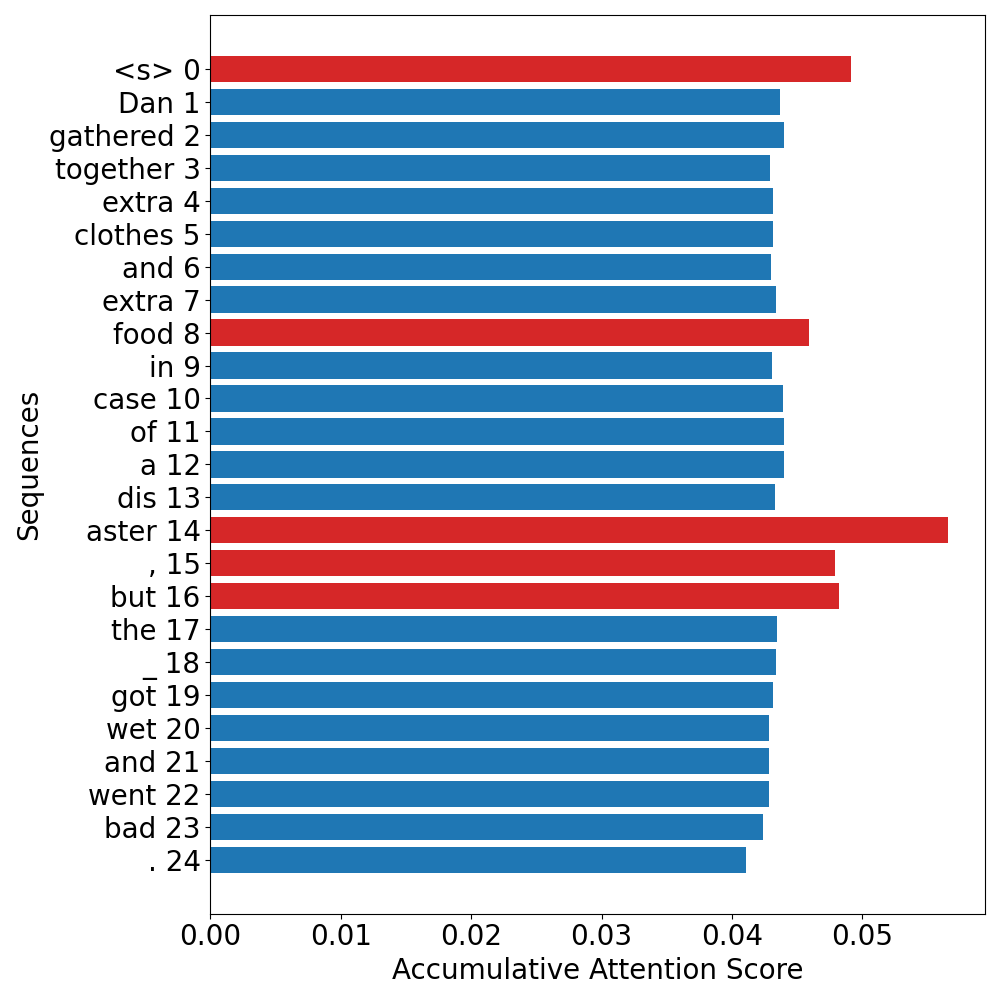 <s> 0
Dan 1
gathered 2
together 3
extra 4
clothes 5
and 6
extra 7
food 8
in 9
case 10
of 11
a 12
dis 13
aster 14
, 15
but 16
the 17
_ 18
got 19
wet 20
and 21
went 22
bad 23
. 24
Sequences
0.00 0.01 0.02 0.03 0.04 0.05
Accumulative Attention Score